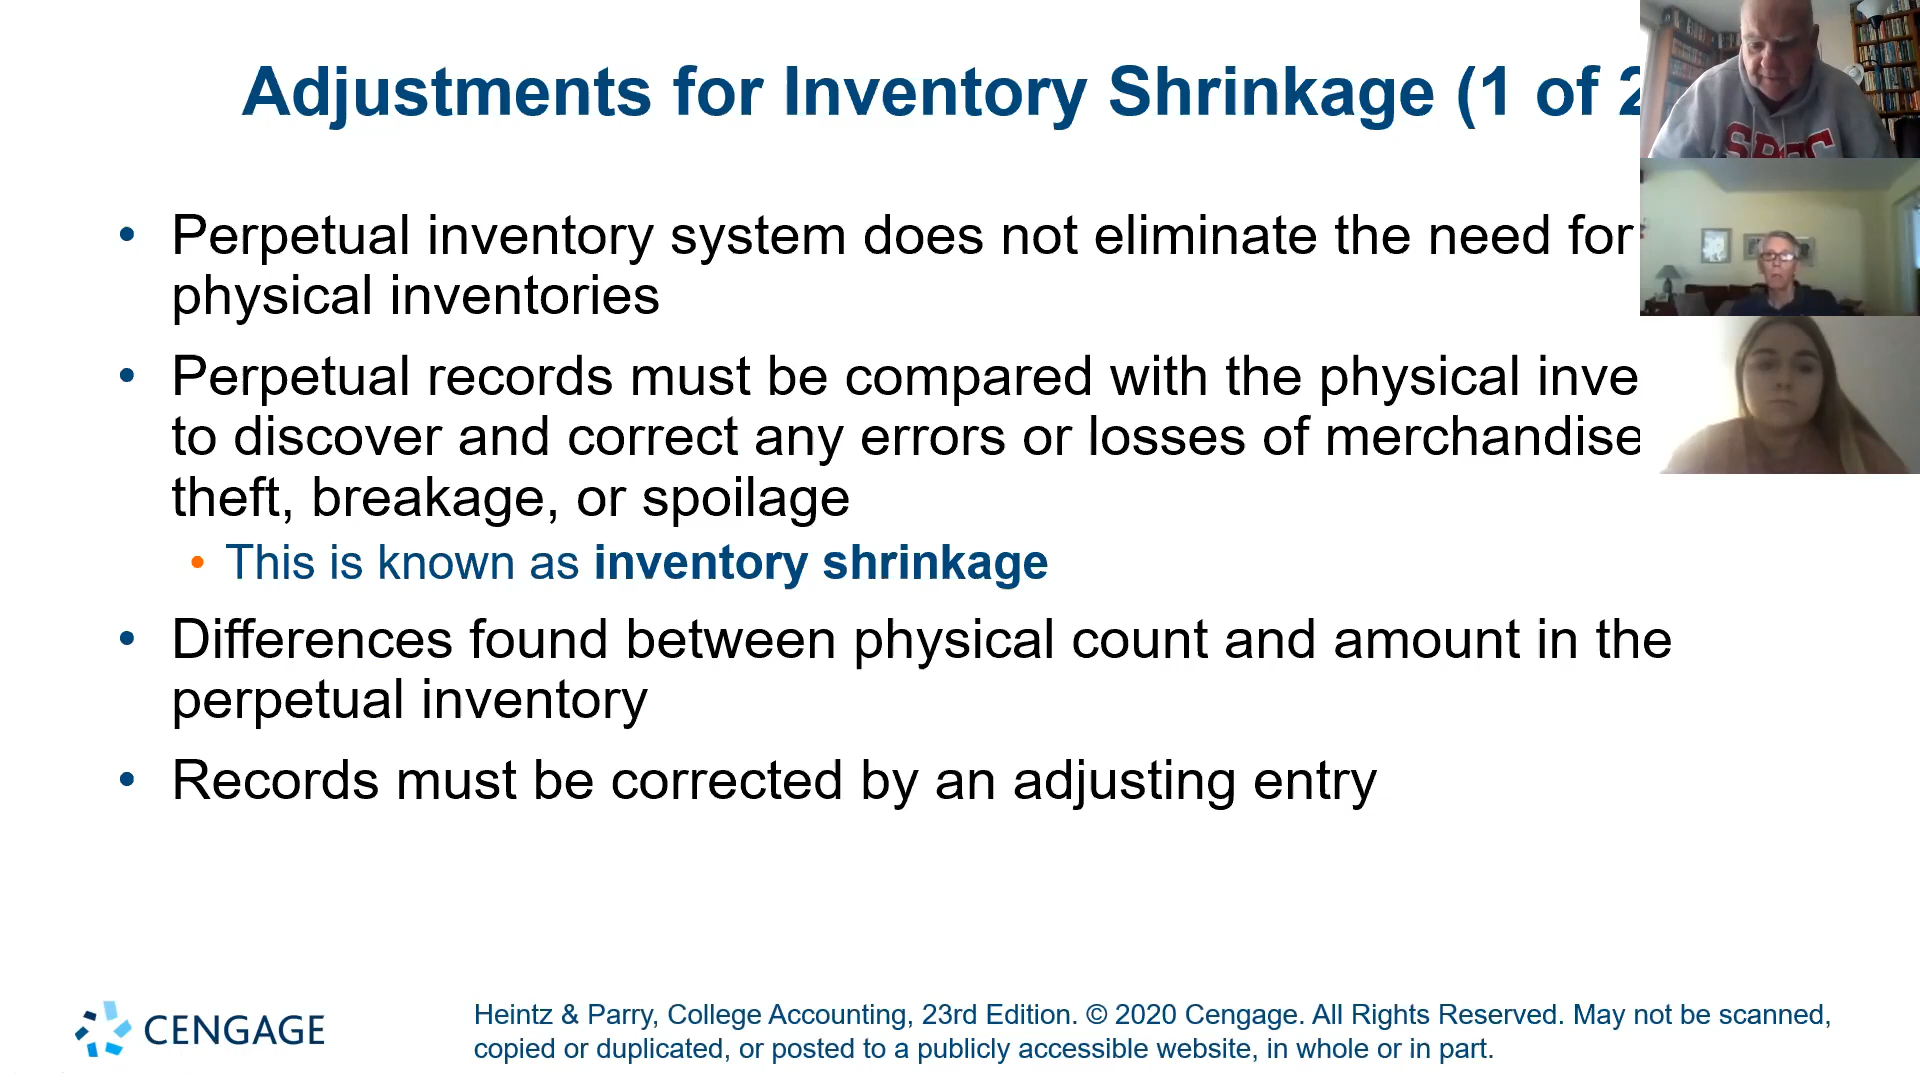 Adjustments for Inventory Shrinkage (1 of 2
• Perpetual inventory system does not eliminate the need for
physical inventories
• Perpetual records must be compared with the physical inve
to discover and correct any errors or losses of merchandise
theft, breakage, or spoilage
• This is known as inventory shrinkage
• Differences found between physical count and amount in the
perpetual inventory
• Records must be corrected by an adjusting entry
CENGAGE
Heintz & Parry, College Accounting, 23rd Edition. © 2020 Cengage. All Rights Reserved. May not be scanned,
copied or duplicated, or posted to a publicly accessible website, in whole or in part.